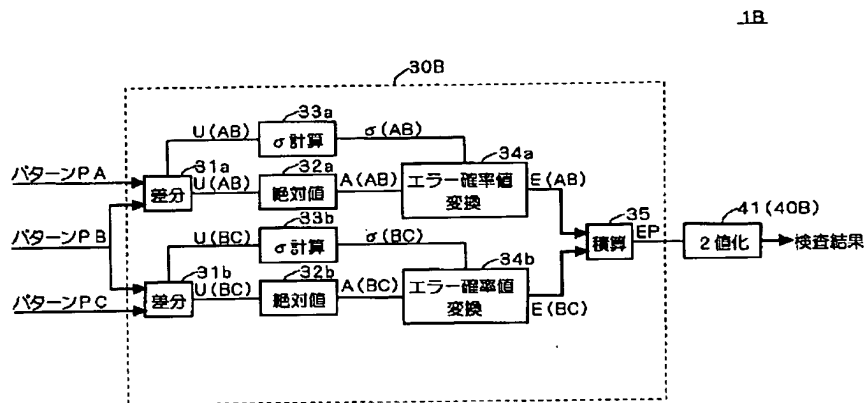 1B
30B
33a
U(AB)
σ計算
σ(AB)
パターンPA
31a
差分
U(AB)
32a
絶対値
A(AB)
34a
エラー確率値
変換
E(AB)
パターンPB
33b
U(BC)
σ計算
σ(BC)
35
積算
EP
41(40B)
2値化
検査結果
31b
差分
U(BC)
32b
絶対値
A(BC)
34b
エラー確率値
変換
E(BC)
パターンPC